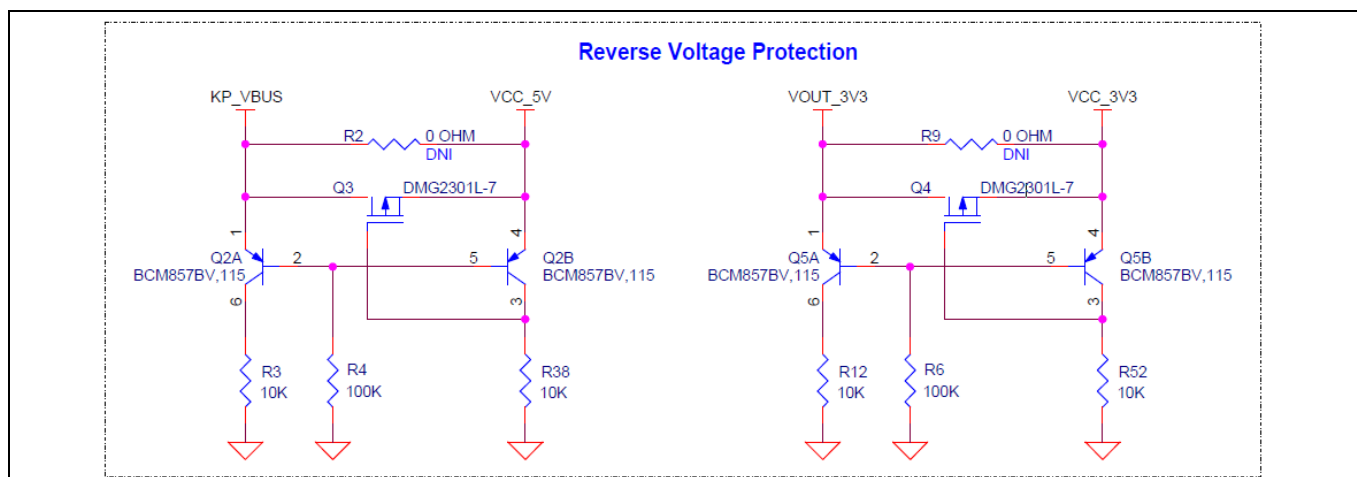 Reverse Voltage Protection
KP_VBUS
VCC_5V
VOUT_3V3
VCC_3V3
R2
0 OHM
DNI
R9
0 OHM
DNI
Q3
DMG2301L-7
Q4
DMG2301L-7
1
4
1
4
Q2A
BCM857BV,115
2
5
Q2B
BCM857BV,115
Q5A
BCM857BV,115
2
5
Q5B
BCM857BV,115
6
3
6
3
R3
10K
R4
100K
R38
10K
R12
10K
R6
100K
R52
10K